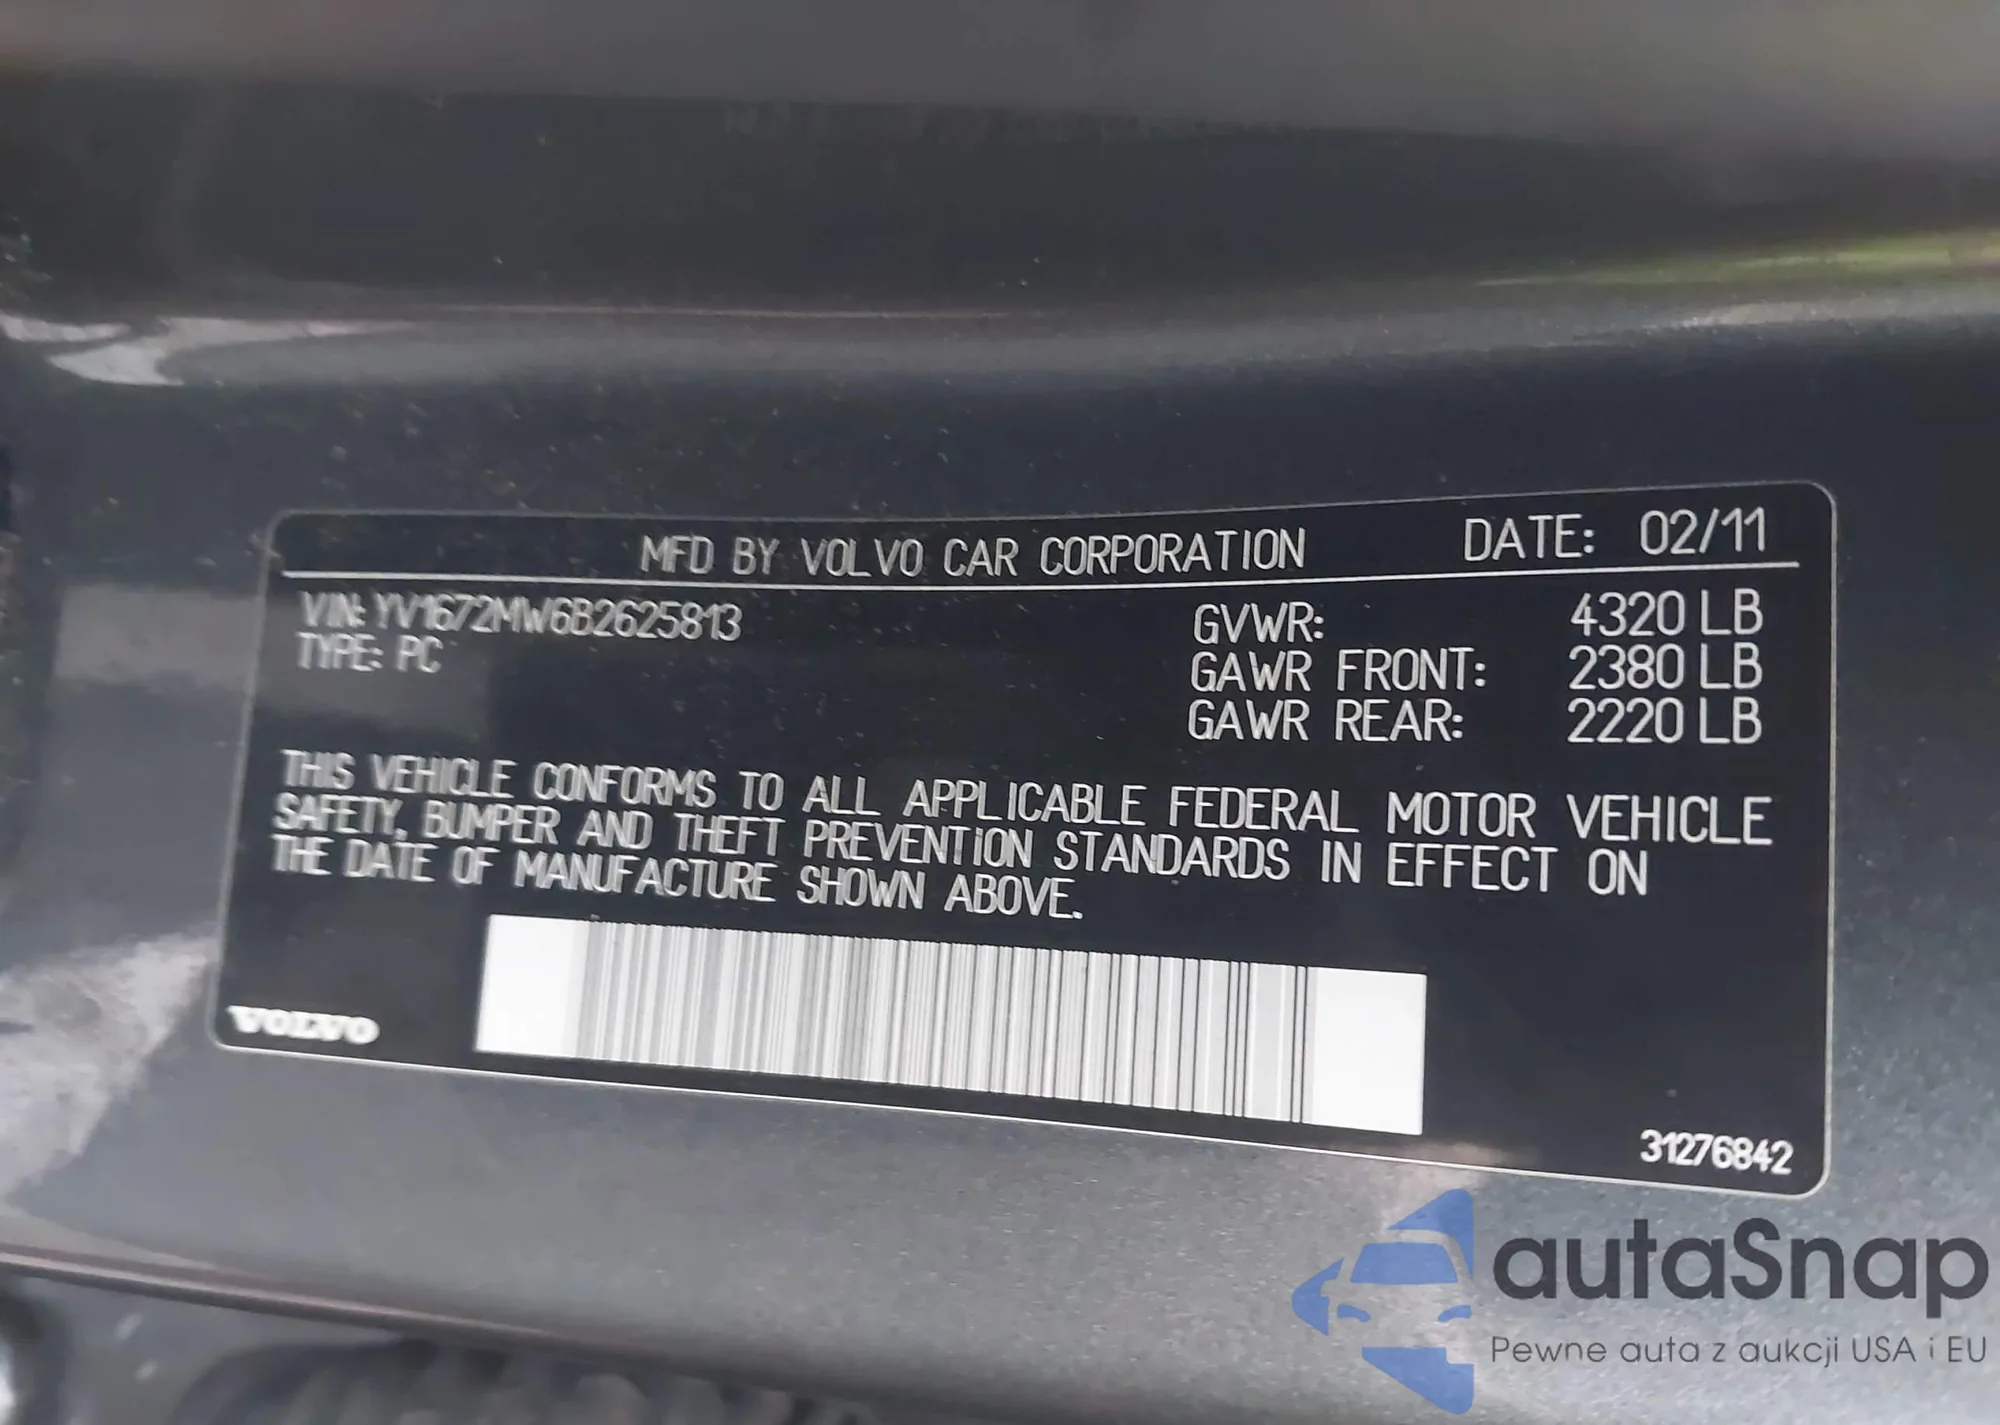 MFD BY VOLVO CAR CORPORATION DATE: 02/11
VIN: YV1672MW6B2625813 GVWR: 4320 LB
TYPE: PC GAWR FRONT: 2380 LB
GAWR REAR: 2220 LB
THIS VEHICLE CONFORMS TO ALL APPLICABLE FEDERAL MOTOR VEHICLE
SAFETY, BUMPER AND THEFT PREVENTION STANDARDS IN EFFECT ON
THE DATE OF MANUFACTURE SHOWN ABOVE.
VOLVO
31276842
autaSnap
Pewne auta z aukcji USA i EU